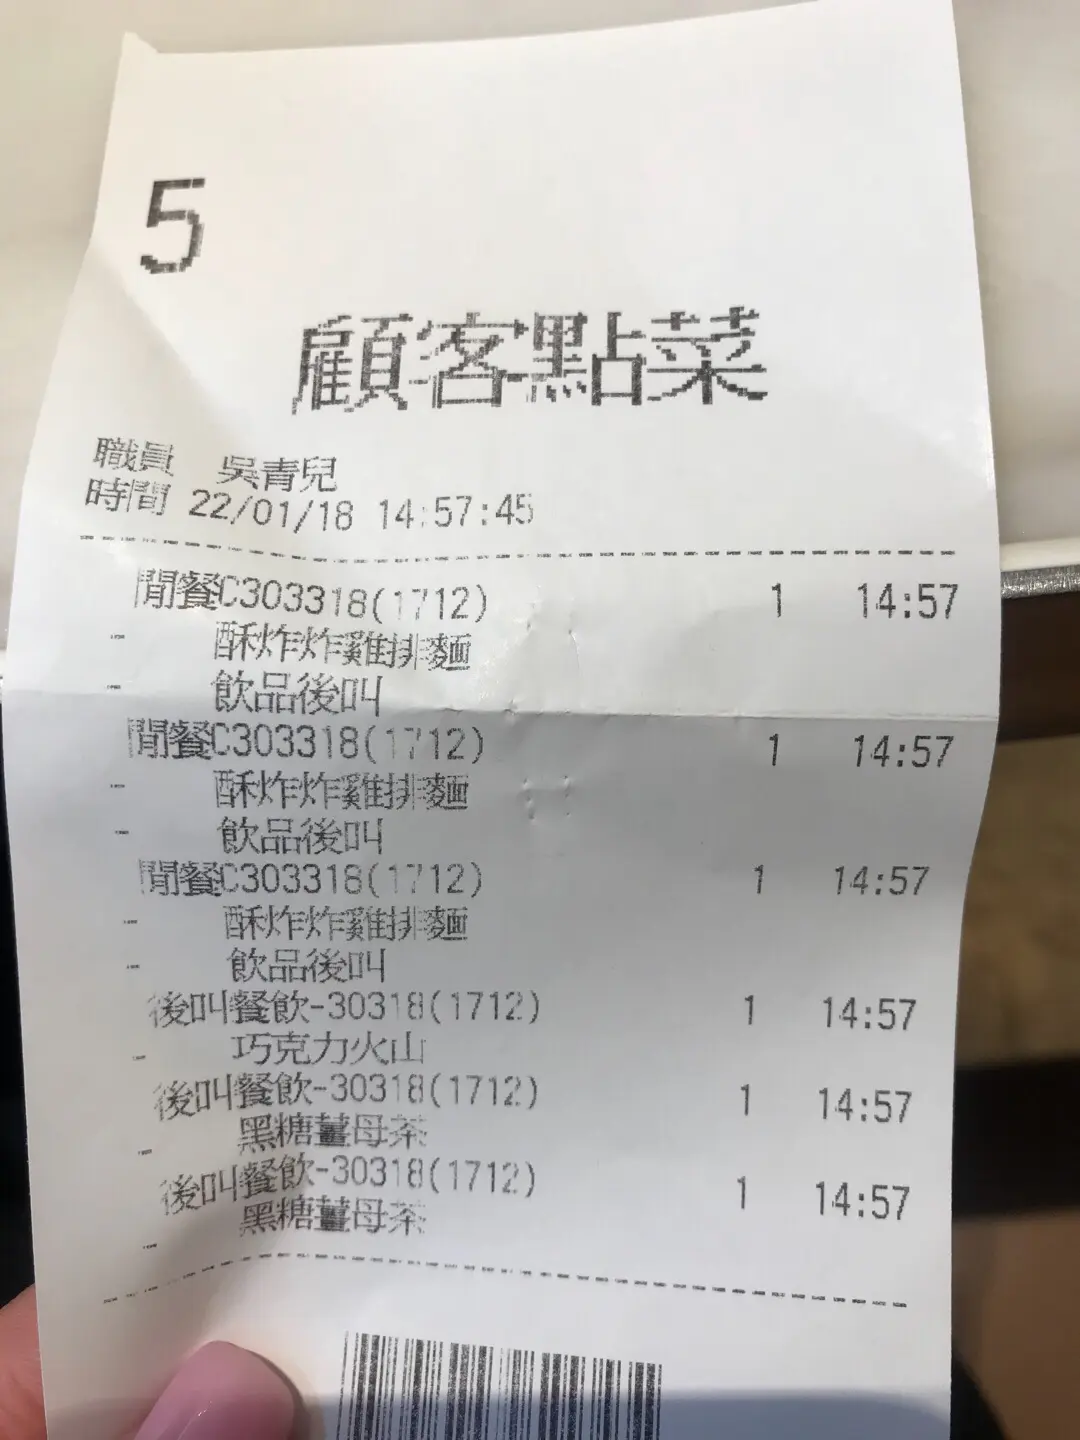 5
顧客點菜
職員 吳青兒
時間 22/01/18 14:57:45
閒餐C303318(1712) 1 14:57
酥炸炸雞排麵
飲品後叫
閒餐C303318(1712) 1 14:57
酥炸炸雞排麵
飲品後叫
閒餐C303318(1712) 1 14:57
酥炸炸雞排麵
飲品後叫
後叫餐飲-30318(1712) 1 14:57
巧克力火山
後叫餐飲-30318(1712) 1 14:57
黑糖薑母茶
後叫餐飲-30318(1712) 1 14:57
黑糖薑母茶